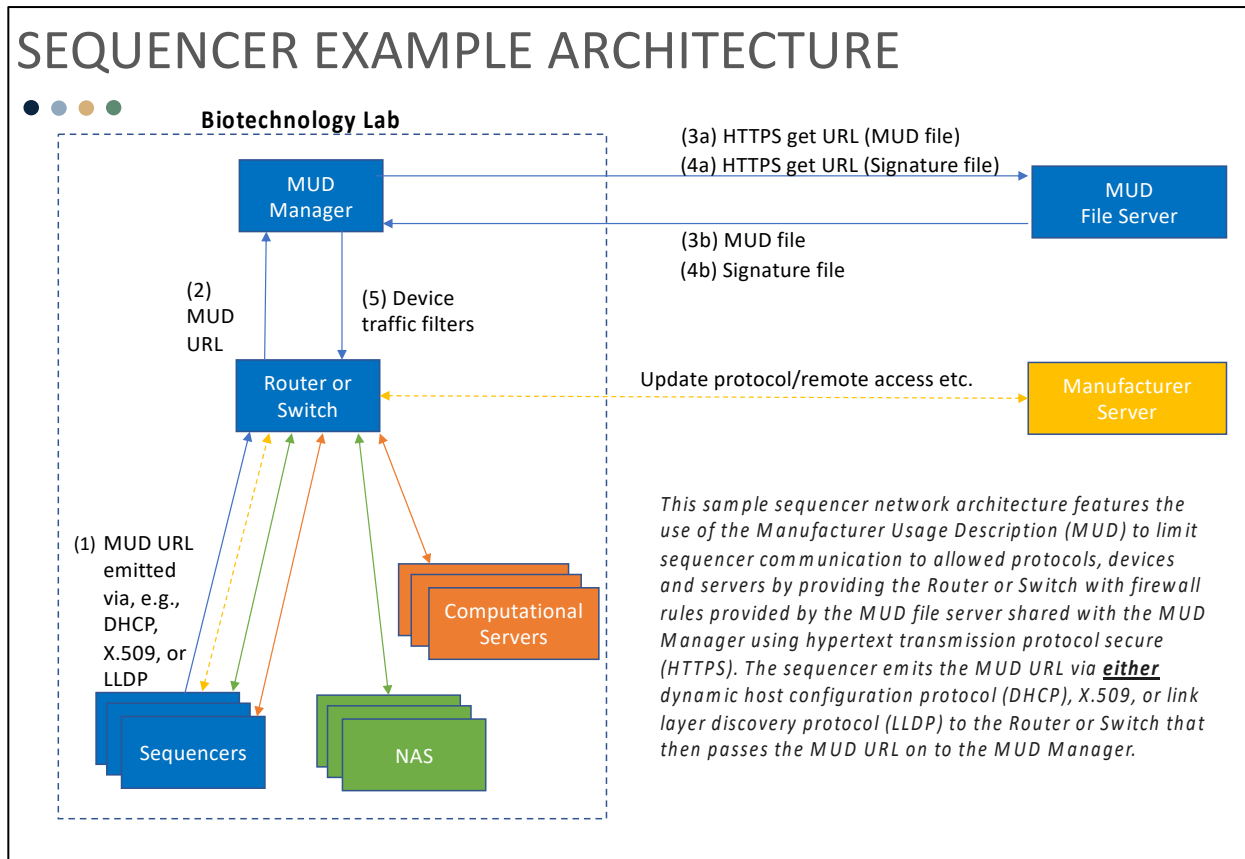 SEQUENCER EXAMPLE ARCHITECTURE
Biotechnology Lab
MUD
Manager
(3a) HTTPS get URL (MUD file)
(4a) HTTPS get URL (Signature file)
MUD
File Server
(3b) MUD file
(4b) Signature file
(2)
MUD
URL
(5) Device
traffic filters
Router or
Switch
Update protocol/remote access etc.
Manufacturer
Server
(1) MUD URL
emitted
via, e.g.,
DHCP,
X.509, or
LLDP
Computational
Servers
Sequencers
NAS
This sample sequencer network architecture features the
use of the Manufacturer Usage Description (MUD) to limit
sequencer communication to allowed protocols, devices
and servers by providing the Router or Switch with firewall
rules provided by the MUD file server shared with the MUD
Manager using hypertext transmission protocol secure
(HTTPS). The sequencer emits the MUD URL via either
dynamic host configuration protocol (DHCP), X.509, or link
layer discovery protocol (LLDP) to the Router or Switch that
then passes the MUD URL on to the MUD Manager.